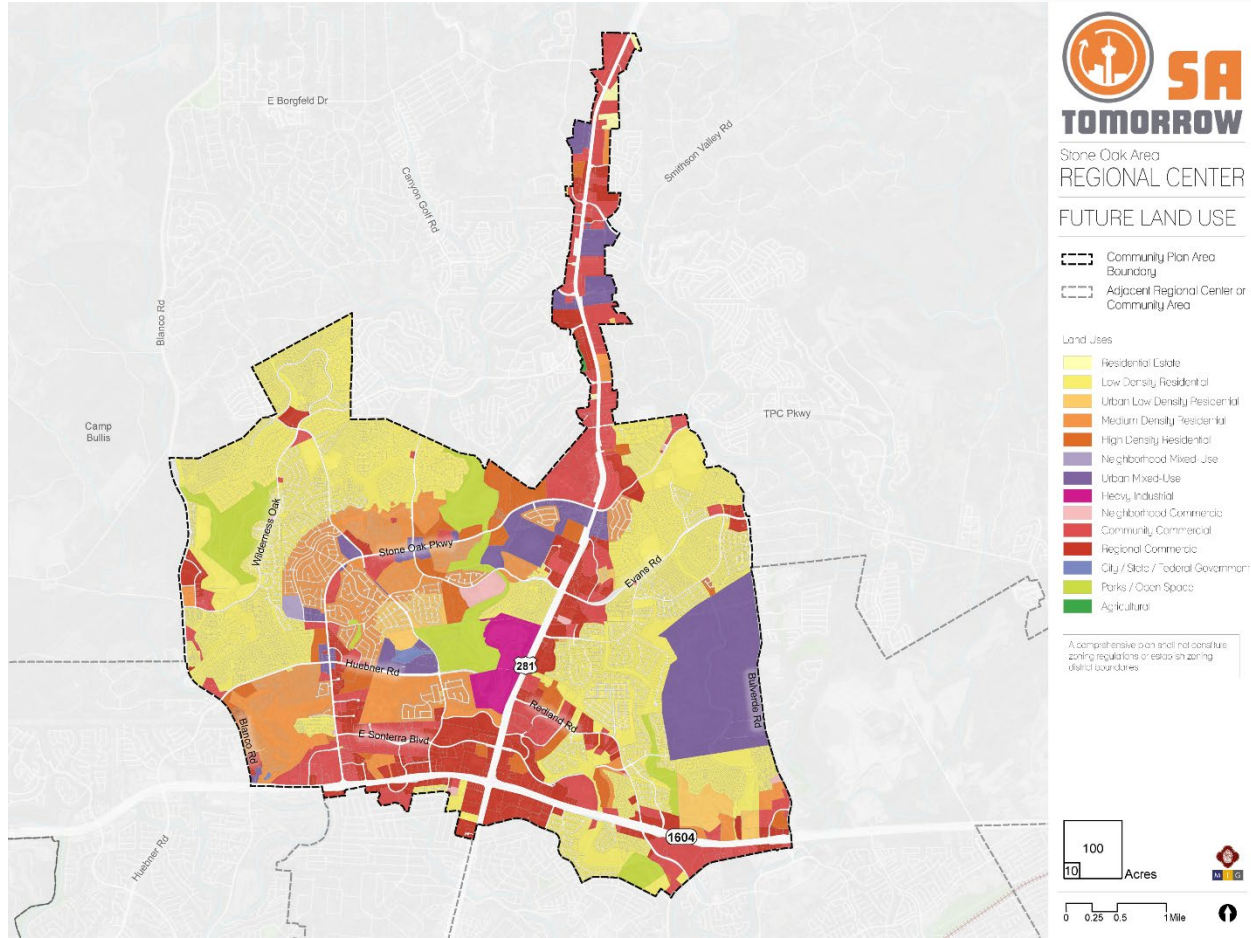 E Borgfeld Dr
Smithson Valley Rd
Canyon Golf Rd
Blanco Rd
Camp
Bullis
TPC Pkwy
Wilderness Oak
Stone Oak Pkwy
Evans Rd
Huebner Rd
281
Redland Rd
Bulverde Rd
Blanco Rd
E Sonterra Blvd
1604
Huebner Rd
SA
TOMORROW
Stone Oak Area
REGIONAL CENTER
FUTURE LAND USE
Community Plan Area
Boundary
Adjacent Regional Center or
Community Area
Land Uses
Residential Estate
Low Density Residential
Urban Low Density Residential
Medium Density Residential
High Density Residential
Neighborhood Mixed-Use
Urban Mixed-Use
Heavy Industrial
Neighborhood Commercial
Community Commercial
Regional Commercial
City / State / Federal Government
Parks / Open Space
Agricultural
A comprehensive plan shall not constitute
zoning regulations or establish zoning
district boundaries
100
10
Acres
M I G
0 0.25 0.5 1 Mile